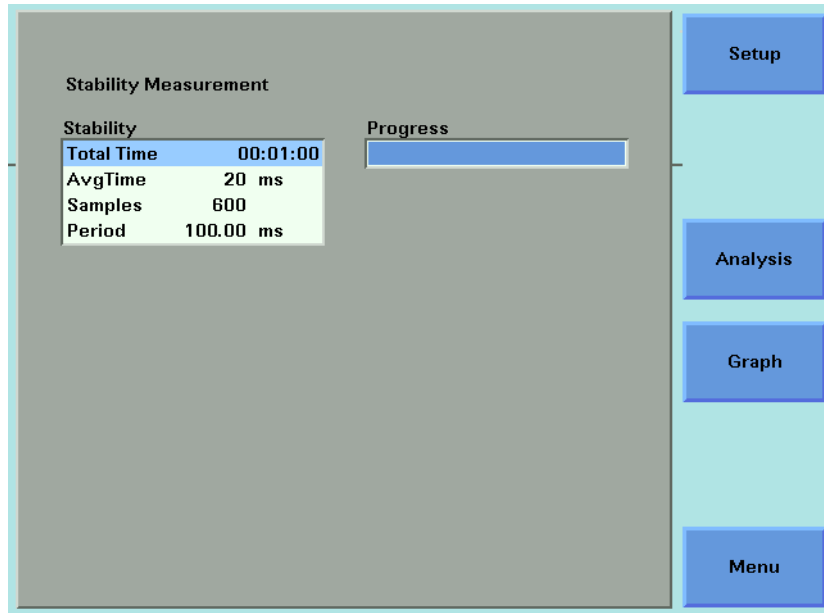 Setup
Stability Measurement
Stability
Total Time 00:01:00
AvgTime 20 ms
Samples 600
Period 100.00 ms
Progress
Analysis
Graph
Menu